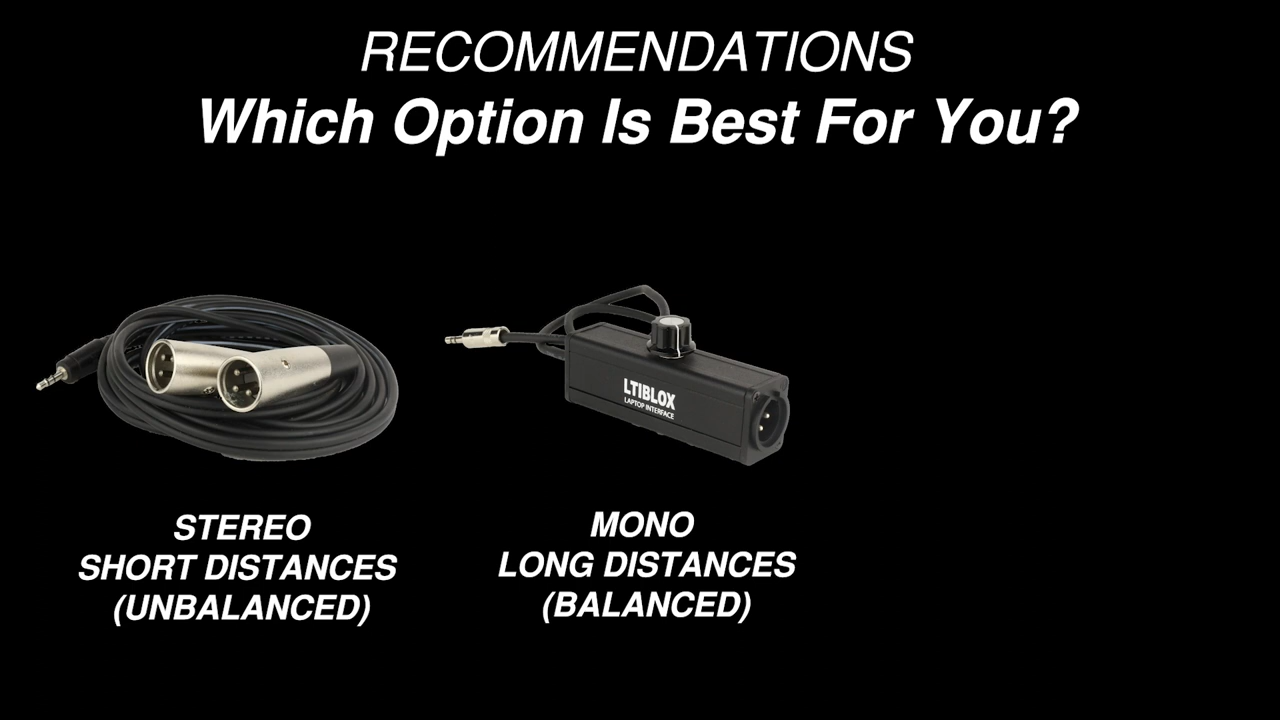 RECOMMENDATIONS
Which Option Is Best For You?
LTIBLOX
LAPTOP INTERFACE
STEREO
SHORT DISTANCES
(UNBALANCED)
MONO
LONG DISTANCES
(BALANCED)